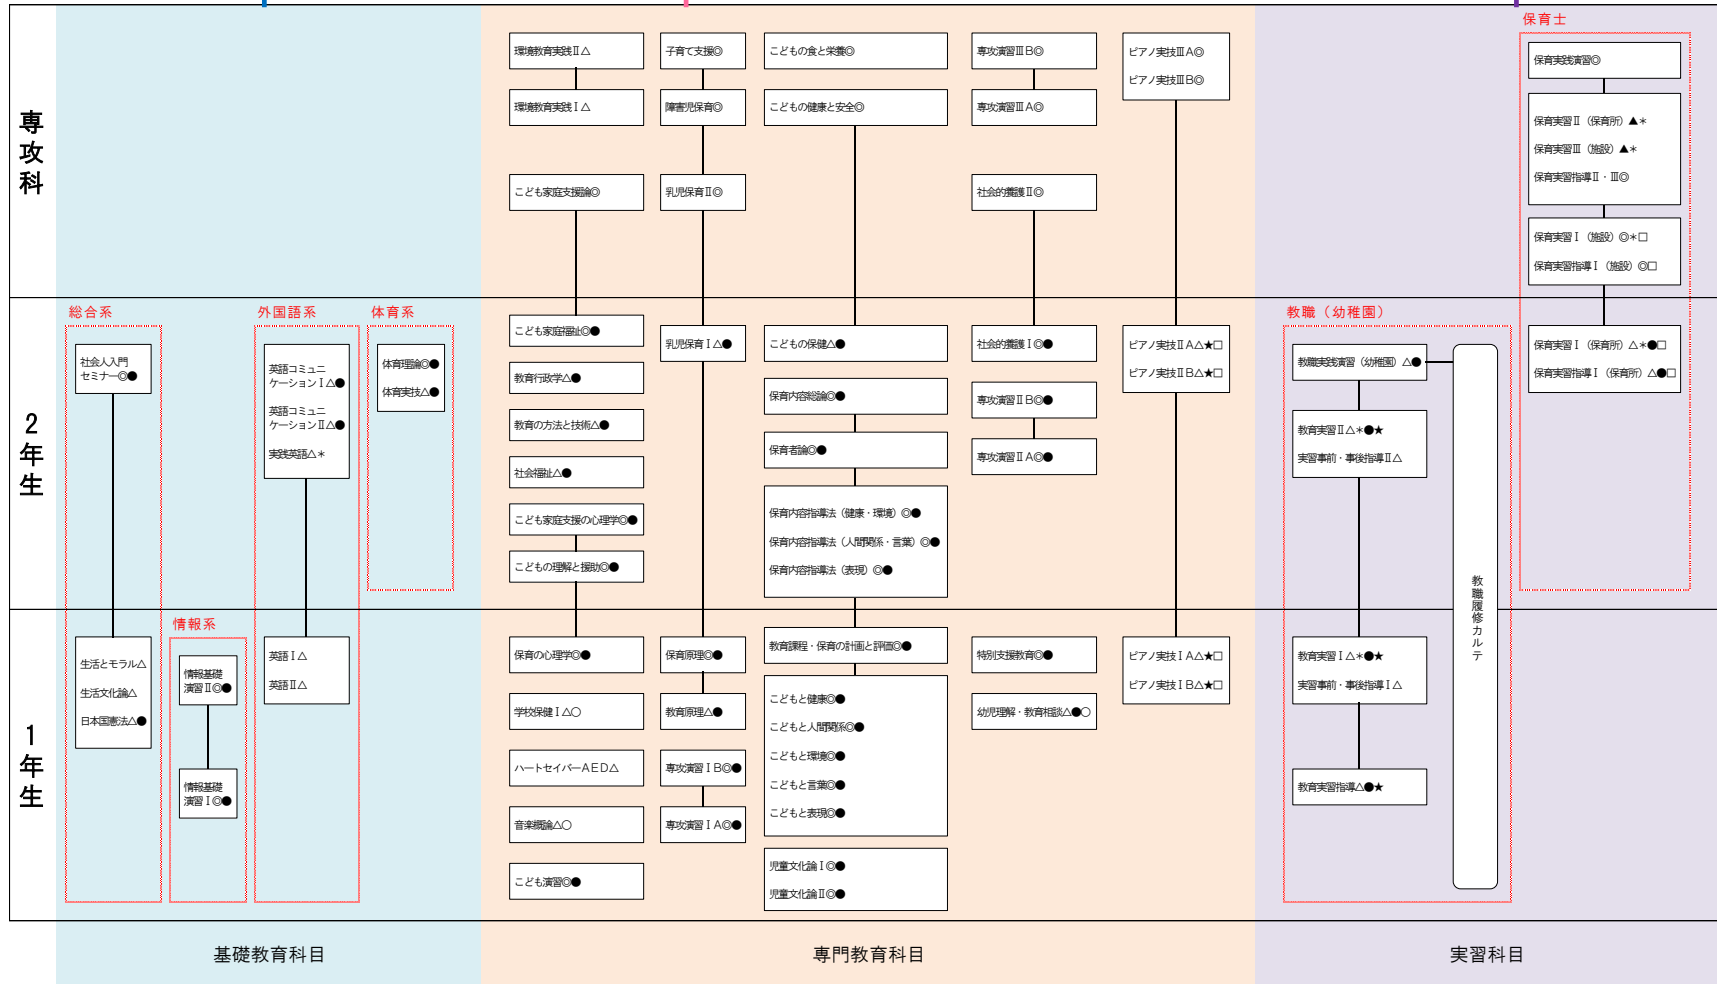 保育士
専攻科
環境教育実践Ⅱ△
環境教育実践Ⅰ△
こども家庭支援論◎
子育て支援◎
障害児保育◎
乳児保育Ⅱ◎
こどもの食と栄養◎
こどもの健康と安全◎
専攻演習ⅢB◎
専攻演習ⅢA◎
社会的養護Ⅱ◎
ピアノ実技ⅢA◎
ピアノ実技ⅢB◎
保育実践演習◎
保育実習Ⅱ（保育所）▲*
保育実習Ⅲ（施設）▲*
保育実習指導Ⅱ・Ⅲ◎
保育実習Ⅰ（施設）◎*□
保育実習指導Ⅰ（施設）◎□
2年生
総合系
社会人入門
セミナー◎●
外国語系
英語コミュニ
ケーションⅠ△●
英語コミュニ
ケーションⅡ△●
実践英語△*
体育系
体育理論◎●
体育実技△●
こども家庭福祉◎●
教育行政学△●
教育の方法と技術△●
社会福祉△●
こども家庭支援の心理学◎●
こどもの理解と援助◎●
乳児保育Ⅰ△●
こどもの保健△●
保育内容総論◎●
保育者論◎●
保育内容指導法（健康・環境）◎●
保育内容指導法（人間関係・言葉）◎●
保育内容指導法（表現）◎●
社会的養護Ⅰ◎●
専攻演習ⅡB◎●
専攻演習ⅡA◎●
ピアノ実技ⅡA△★□
ピアノ実技ⅡB△★□
教職（幼稚園）
教職実践演習（幼稚園）△●
教育実習Ⅱ△*●★
実習事前・事後指導Ⅱ△
教職履修カルテ
保育実習Ⅰ（保育所）△*●□
保育実習指導Ⅰ（保育所）△●□
1年生
生活とモラル△
生活文化論△
日本国憲法△●
情報系
情報基礎
演習Ⅱ◎●
情報基礎
演習Ⅰ◎●
英語Ⅰ△
英語Ⅱ△
保育の心理学◎●
学校保健Ⅰ△○
ハートセイバーAED△
音楽概論△○
こども演習◎●
保育原理◎●
教育原理△●
専攻演習ⅠB◎●
専攻演習ⅠA◎●
教育課程・保育の計画と評価◎●
こどもと健康◎●
こどもと人間関係◎●
こどもと環境◎●
こどもと言葉◎●
こどもと表現◎●
児童文化論Ⅰ◎●
児童文化論Ⅱ◎●
特別支援教育◎●
幼児理解・教育相談△●○
ピアノ実技ⅠA△★□
ピアノ実技ⅠB△★□
教育実習Ⅰ△*●★
実習事前・事後指導Ⅰ△
教育実習指導△●★
基礎教育科目
専門教育科目
実習科目